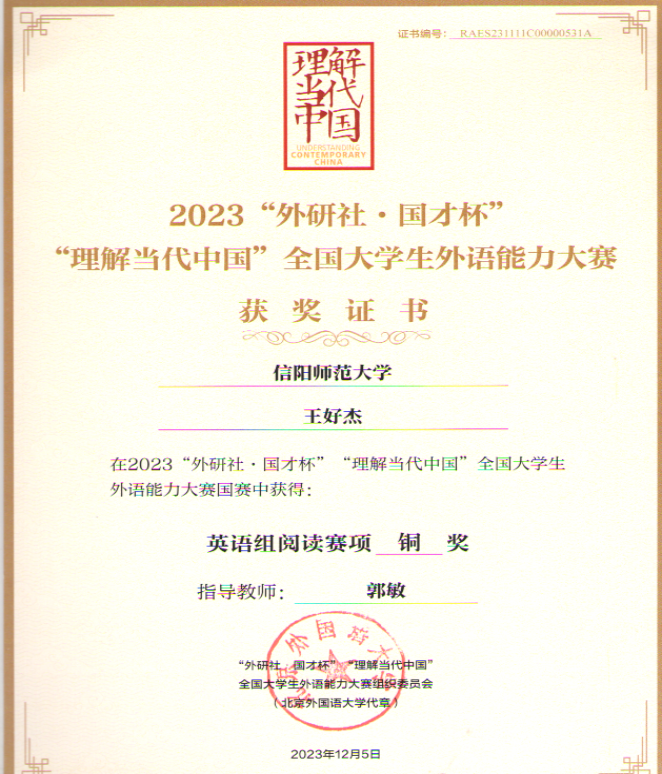 证书编号: RAES231111C00000531A
理解
当代
中国
UNDERSTANDING
CONTEMPORARY
CHINA
2023“外研社·国才杯”
“理解当代中国”全国大学生外语能力大赛
获奖证书
信阳师范大学
王好杰
在2023“外研社·国才杯”“理解当代中国”全国大学生
外语能力大赛国赛中获得:
英语组阅读赛项 铜 奖
指导教师: 郭敏
北京外国语大学
“外研社·国才杯”“理解当代中国”
全国大学生外语能力大赛组织委员会
(北京外国语大学代章)
2023年12月5日